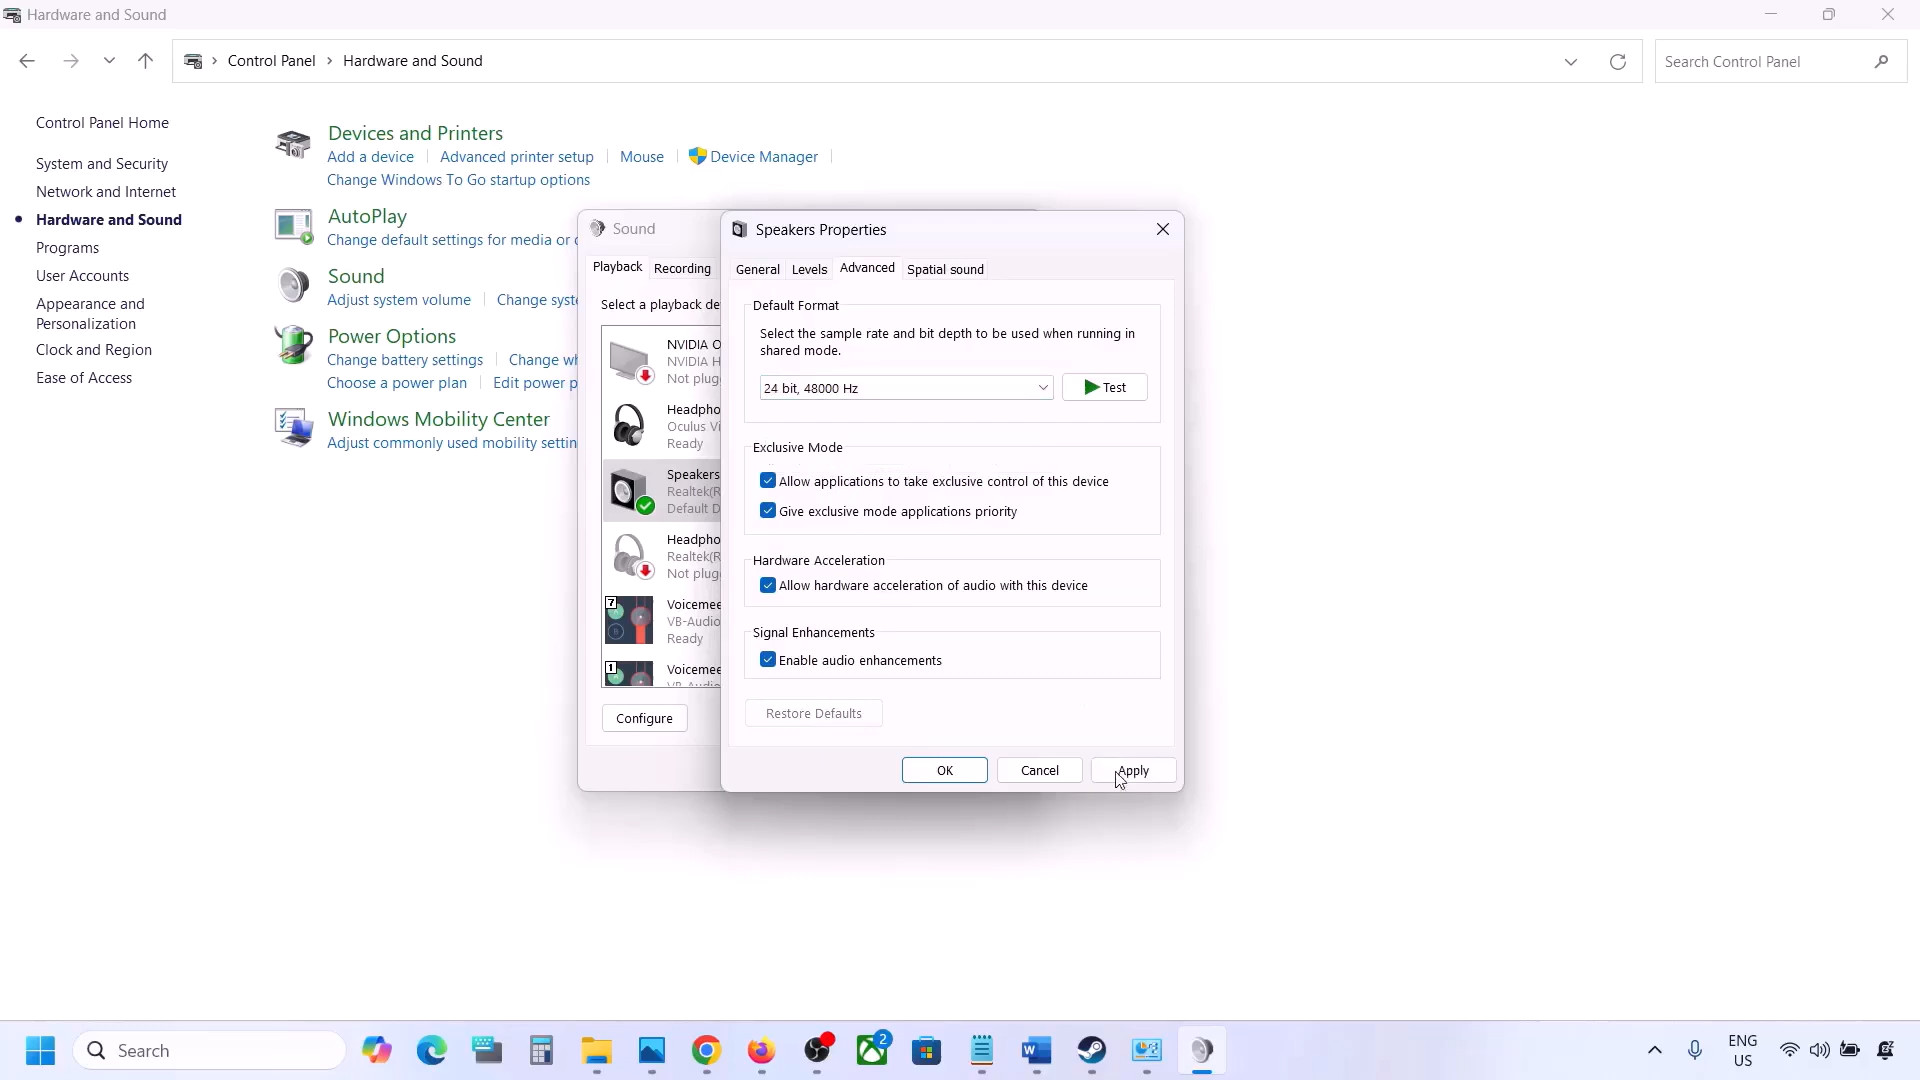 Hardware and Sound
Control Panel > Hardware and Sound
Search Control Panel
Control Panel Home
System and Security
Network and Internet
Hardware and Sound
Programs
User Accounts
Appearance and
Personalization
Clock and Region
Ease of Access
Devices and Printers
Add a device
Advanced printer setup
Mouse
Device Manager
Change Windows To Go startup options
AutoPlay
Change default settings for media or
Sound
Adjust system volume
Change syste
Power Options
Change battery settings
Change wh
Choose a power plan
Edit power p
Windows Mobility Center
Adjust commonly used mobility settin
Sound
Playback
Recording
Select a playback de
NVIDIA O
NVIDIA H
Not plug
Headpho
Oculus Vi
Ready
Speakers
Realtek(R
Default D
Headpho
Realtek(R
Not plug
7
Voicemee
VB-Audio
Ready
1
Voicemee
Configure
Speakers Properties
General
Levels
Advanced
Spatial sound
Default Format
Select the sample rate and bit depth to be used when running in
shared mode.
24 bit, 48000 Hz
Test
Exclusive Mode
Allow applications to take exclusive control of this device
Give exclusive mode applications priority
Hardware Acceleration
Allow hardware acceleration of audio with this device
Signal Enhancements
Enable audio enhancements
Restore Defaults
OK
Cancel
Apply
Search
2
ENG
US